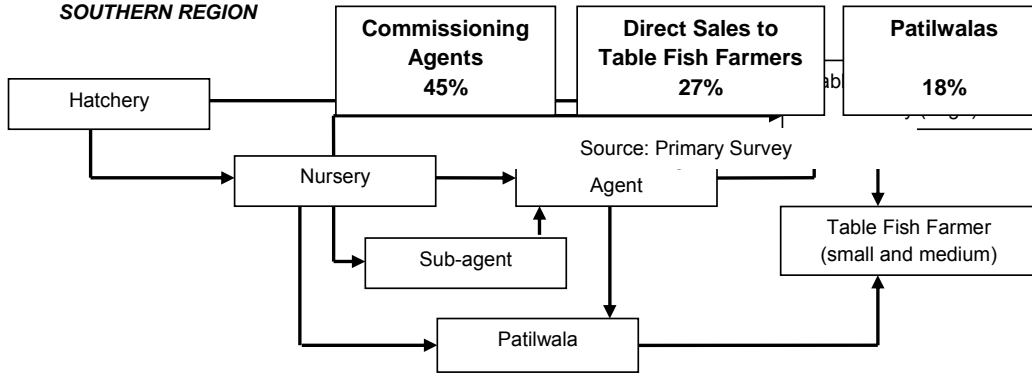 SOUTHERN REGION
Commissioning
Agents
45%
Direct Sales to
Table Fish Farmers
27%
Patilwalas
18%
Hatchery
Source: Primary Survey
Nursery
Agent
Table Fish Farmer
(small and medium)
Sub-agent
Patilwala